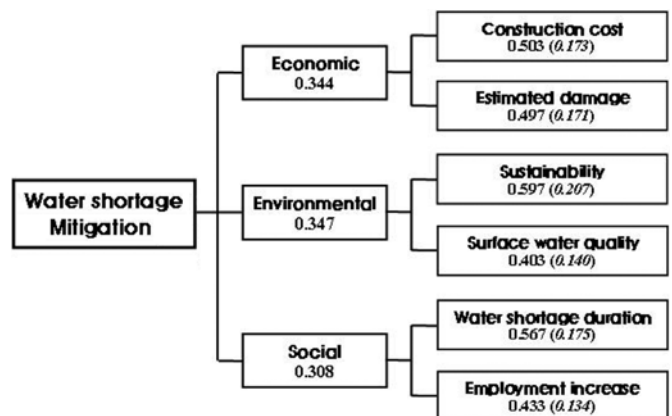 Water shortage
Mitigation
Economic
0.344
Construction cost
0.503 (0.173)
Estimated damage
0.497 (0.171)
Environmental
0.347
Sustainability
0.597 (0.207)
Surface water quality
0.403 (0.140)
Social
0.308
Water shortage duration
0.567 (0.175)
Employment increase
0.433 (0.134)